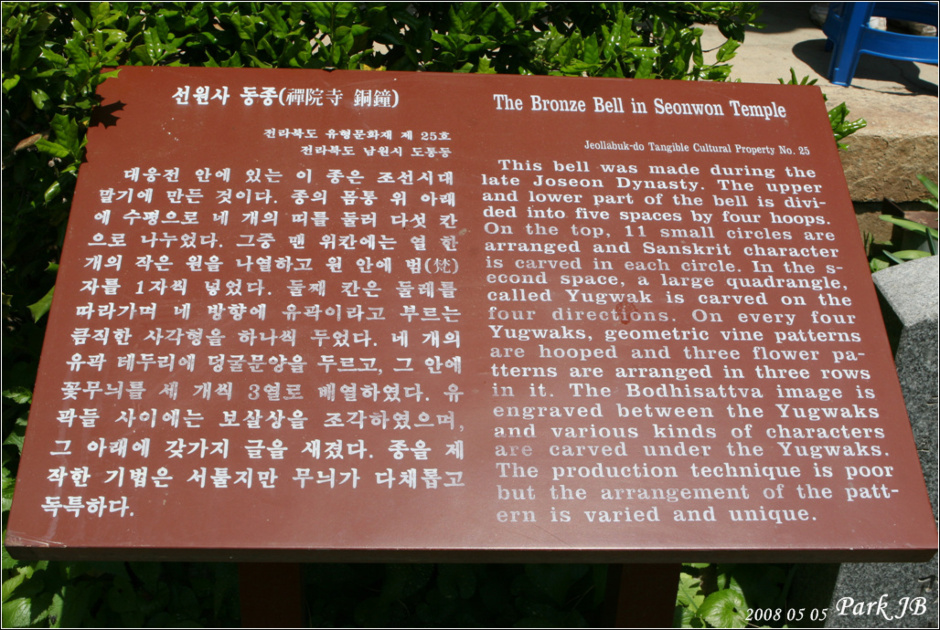 선원사 동종(禪院寺 銅鐘)
전라북도 유형문화재 제 25호
전라북도 남원시 도통동
대웅전 안에 있는 이 종은 조선시대
말기에 만든 것이다. 종의 몸통 위 아래
에 수평으로 네 개의 띠를 둘러 다섯 칸
으로 나누었다. 그중 맨 위칸에는 열 한
개의 작은 원을 나열하고 원 안에 범(梵)
자를 1자씩 넣었다. 둘째 칸은 둘레를
따라가며 네 방향에 유곽이라고 부르는
큼직한 사각형을 하나씩 두었다. 네 개의
유곽 테두리에 덩굴문양을 두르고, 그 안에
꽃무늬를 세 개씩 3열로 배열하였다. 유
곽들 사이에는 보살상을 조각하였으며,
그 아래에 갖가지 글을 새겼다. 종을 제
작한 기법은 서툴지만 무늬가 다채롭고
독특하다.
The Bronze Bell in Seonwon Temple
Jeollabuk-do Tangible Cultural Property No. 25
This bell was made during the
late Joseon Dynasty. The upper
and lower part of the bell is divi-
ded into five spaces by four hoops.
On the top, 11 small circles are
arranged and Sanskrit character
is carved in each circle. In the s-
econd space, a large quadrangle,
called Yugwak is carved on the
four directions. On every four
Yugwaks, geometric vine patterns
are hooped and three flower pa-
tterns are arranged in three rows
in it. The Bodhisattva image is
engraved between the Yugwaks
and various kinds of characters
are carved under the Yugwaks.
The production technique is poor
but the arrangement of the patt-
ern is varied and unique.
2008 05 05 Park JB